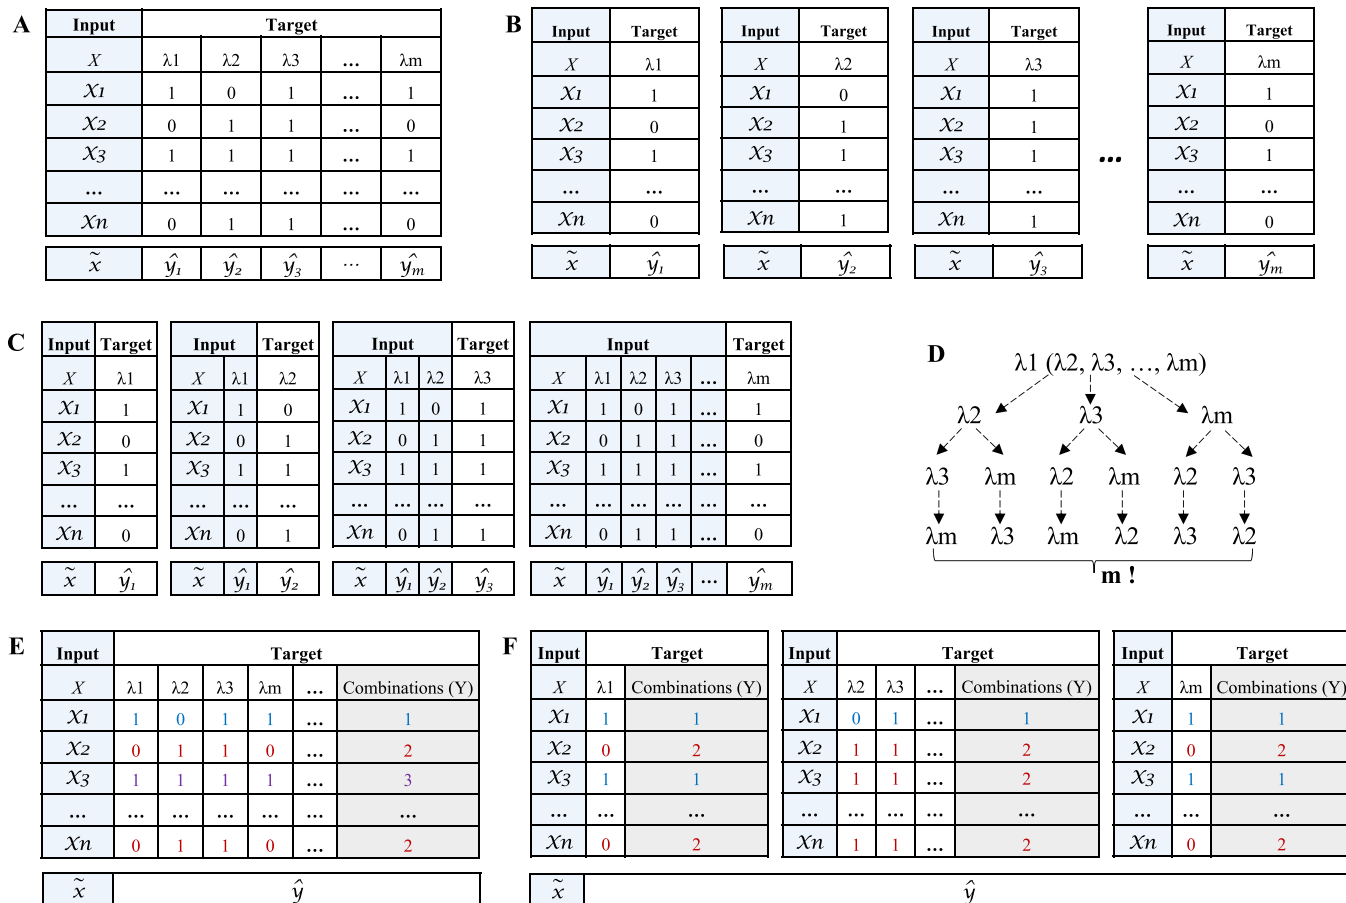 A
Input Target
X λ1 λ2 λ3 ... λm
X1 1 0 1 ... 1
X2 0 1 1 ... 0
X3 1 1 1 ... 1
... ... ... ... ... ...
Xn 0 1 1 ... 0
x̃ ŷ1 ŷ2 ŷ3 ... ŷm
B
Input Target
X λ1
X1 1
X2 0
X3 1
... ...
Xn 0
x̃ ŷ1
Input Target
X λ2
X1 0
X2 1
X3 1
... ...
Xn 1
x̃ ŷ2
Input Target
X λ3
X1 1
X2 1
X3 1
... ...
Xn 1
x̃ ŷ3
...
Input Target
X λm
X1 1
X2 0
X3 1
... ...
Xn 0
x̃ ŷm
C
Input Target
X λ1
X1 1
X2 0
X3 1
... ...
Xn 0
x̃ ŷ1
Input Target
X λ1 λ2
X1 1 0
X2 0 1
X3 1 1
... ... ...
Xn 0 1
x̃ ŷ1 ŷ2
Input Target
X λ1 λ2 λ3
X1 1 0 1
X2 0 1 1
X3 1 1 1
... ... ... ...
Xn 0 1 1
x̃ ŷ1 ŷ2 ŷ3
Input Target
X λ1 λ2 λ3 ... λm
X1 1 0 1 ... 1
X2 0 1 1 ... 0
X3 1 1 1 ... 1
... ... ... ... ... ...
Xn 0 1 1 ... 0
x̃ ŷ1 ŷ2 ŷ3 ... ŷm
D
λ1 (λ2, λ3, …, λm)
λ2 λ3 λm
λ3 λm λ2 λm λ2 λ3
λm λ3 λm λ2 λ3 λ2
m !
E
Input Target
X λ1 λ2 λ3 λm ... Combinations (Y)
X1 1 0 1 1 ... 1
X2 0 1 1 0 ... 2
X3 1 1 1 1 ... 3
... ... ... ... ... ... ...
Xn 0 1 1 0 ... 2
x̃ ŷ
F
Input Target
X λ1 Combinations (Y)
X1 1 1
X2 0 2
X3 1 1
... ... ...
Xn 0 2
Input Target
X λ2 λ3 ... Combinations (Y)
X1 0 1 ... 1
X2 1 1 ... 2
X3 1 1 ... 2
... ... ... ... ...
Xn 1 1 ... 2
Input Target
X λm Combinations (Y)
X1 1 1
X2 0 2
X3 1 1
... ... ...
Xn 0 2
x̃ ŷ